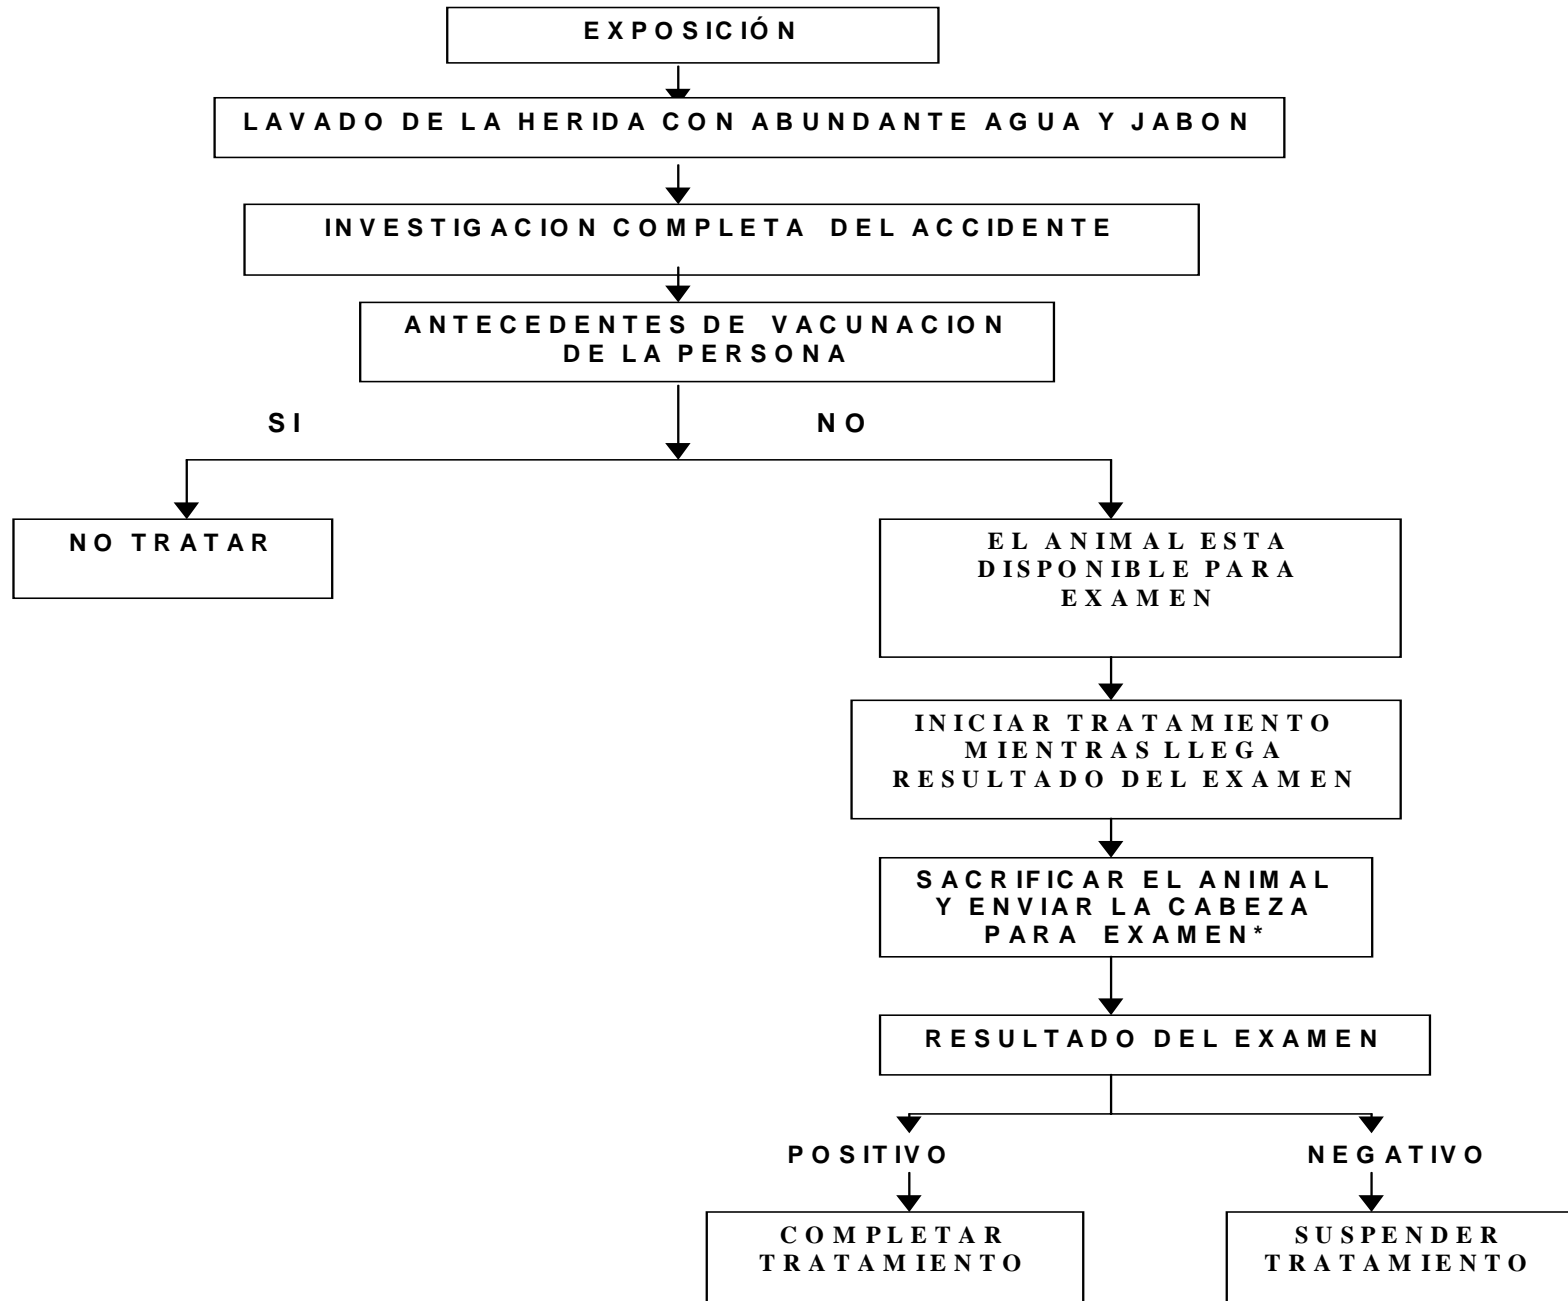 EXPOSICIÓN
LAVADO DE LA HERIDA CON ABUNDANTE AGUA Y JABON
INVESTIGACION COMPLETA DEL ACCIDENTE
ANTECEDENTES DE VACUNACION
DE LA PERSONA
SI
NO
NO TRATAR
EL ANIMAL ESTA
DISPONIBLE PARA
EXAMEN
INICIAR TRATAMIENTO
MIENTRAS LLEGA
RESULTADO DEL EXAMEN
SACRIFICAR EL ANIMAL
Y ENVIAR LA CABEZA
PARA EXAMEN*
RESULTADO DEL EXAMEN
POSITIVO
NEGATIVO
COMPLETAR
TRATAMIENTO
SUSPENDER
TRATAMIENTO